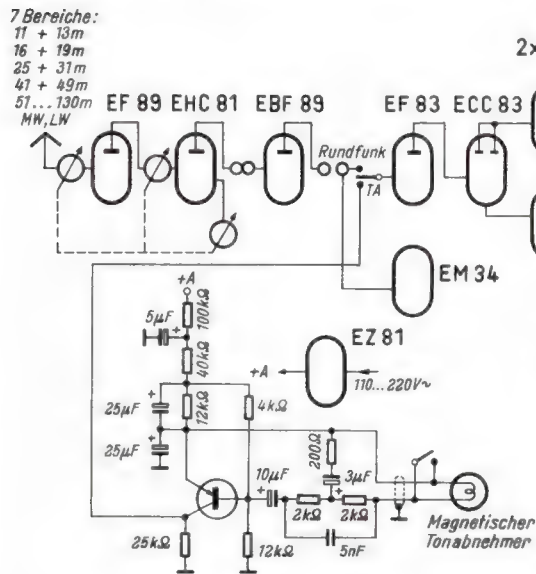 7 Bereiche:
11 + 13m
16 + 19m
25 + 31m
41 + 49m
51...130m
MW, LW
EF 89
EHC 81
EBF 89
EF 83
ECC 83
2×
Rundfunk
TA
EM 34
+A
100kΩ
5µF
+
40kΩ
EZ 81
+A
110...220V~
25µF
+
12kΩ
4kΩ
25µF
+
200Ω
10µF
+
3µF
+
2kΩ
2kΩ
5nF
25kΩ
12kΩ
Magnetischer
Tonabnehmer